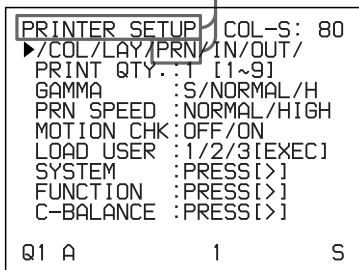 PRINTER SETUP COL-S: 80
▶/COL/LAY/PRN/IN/OUT/
PRINT QTY.:1 [1~9]
GAMMA :S/NORMAL/H
PRN SPEED :NORMAL/HIGH
MOTION CHK:OFF/ON
LOAD USER :1/2/3[EXEC]
SYSTEM :PRESS[>]
FUNCTION :PRESS[>]
C-BALANCE :PRESS[>]
Q1 A 1 S